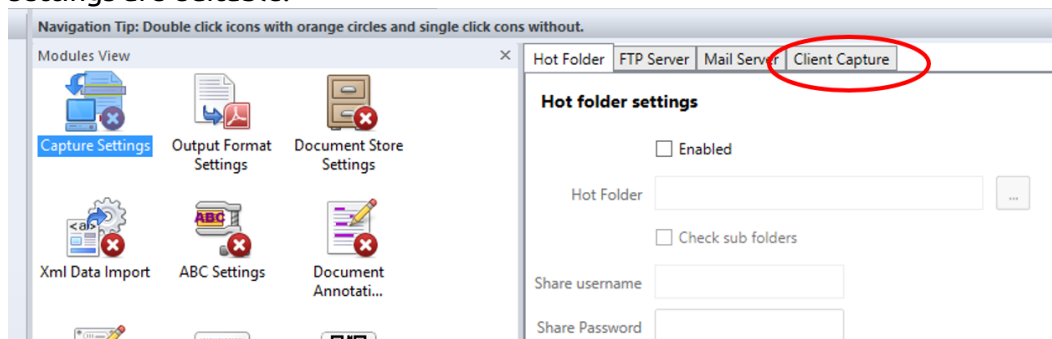 Navigation Tip: Double click icons with orange circles and single click cons without.
Modules View
Capture Settings
Output Format Settings
Document Store Settings
Xml Data Import
ABC Settings
Document Annotati...
Hot Folder FTP Server Mail Server Client Capture
Hot folder settings
Enabled
Hot Folder
...
Check sub folders
Share username
Share Password